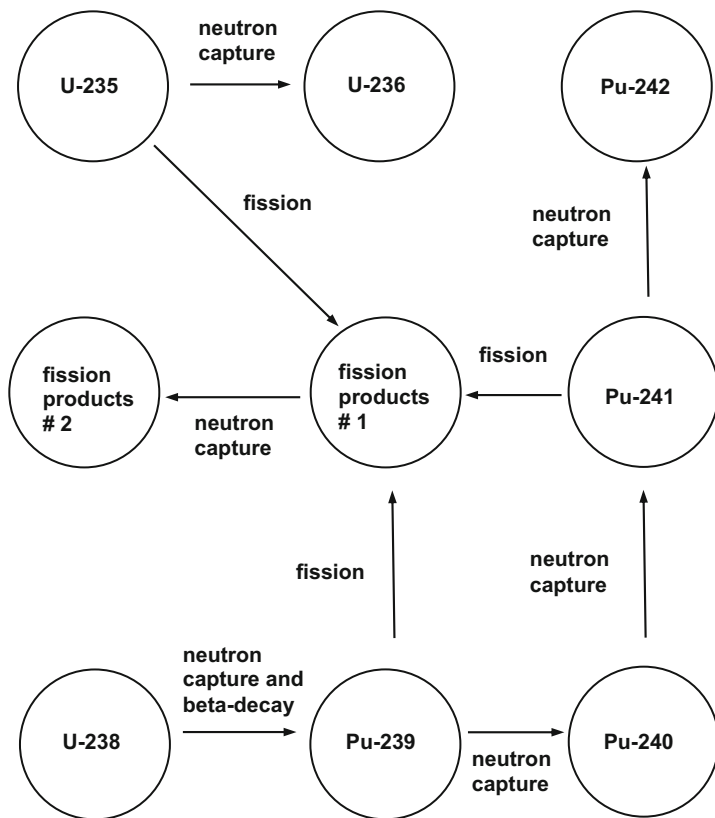 neutron
capture
U-235
U-236
Pu-242
fission
neutron
capture
fission
products
# 2
neutron
capture
fission
products
# 1
fission
Pu-241
fission
neutron
capture
neutron
capture and
beta-decay
U-238
Pu-239
neutron
capture
Pu-240